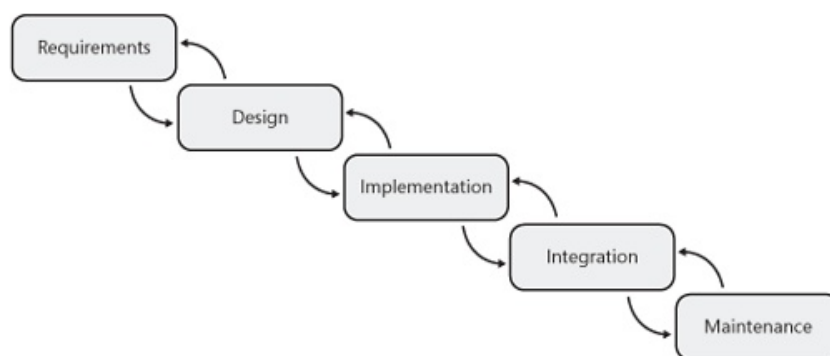 Requirements
Design
Implementation
Integration
Maintenance